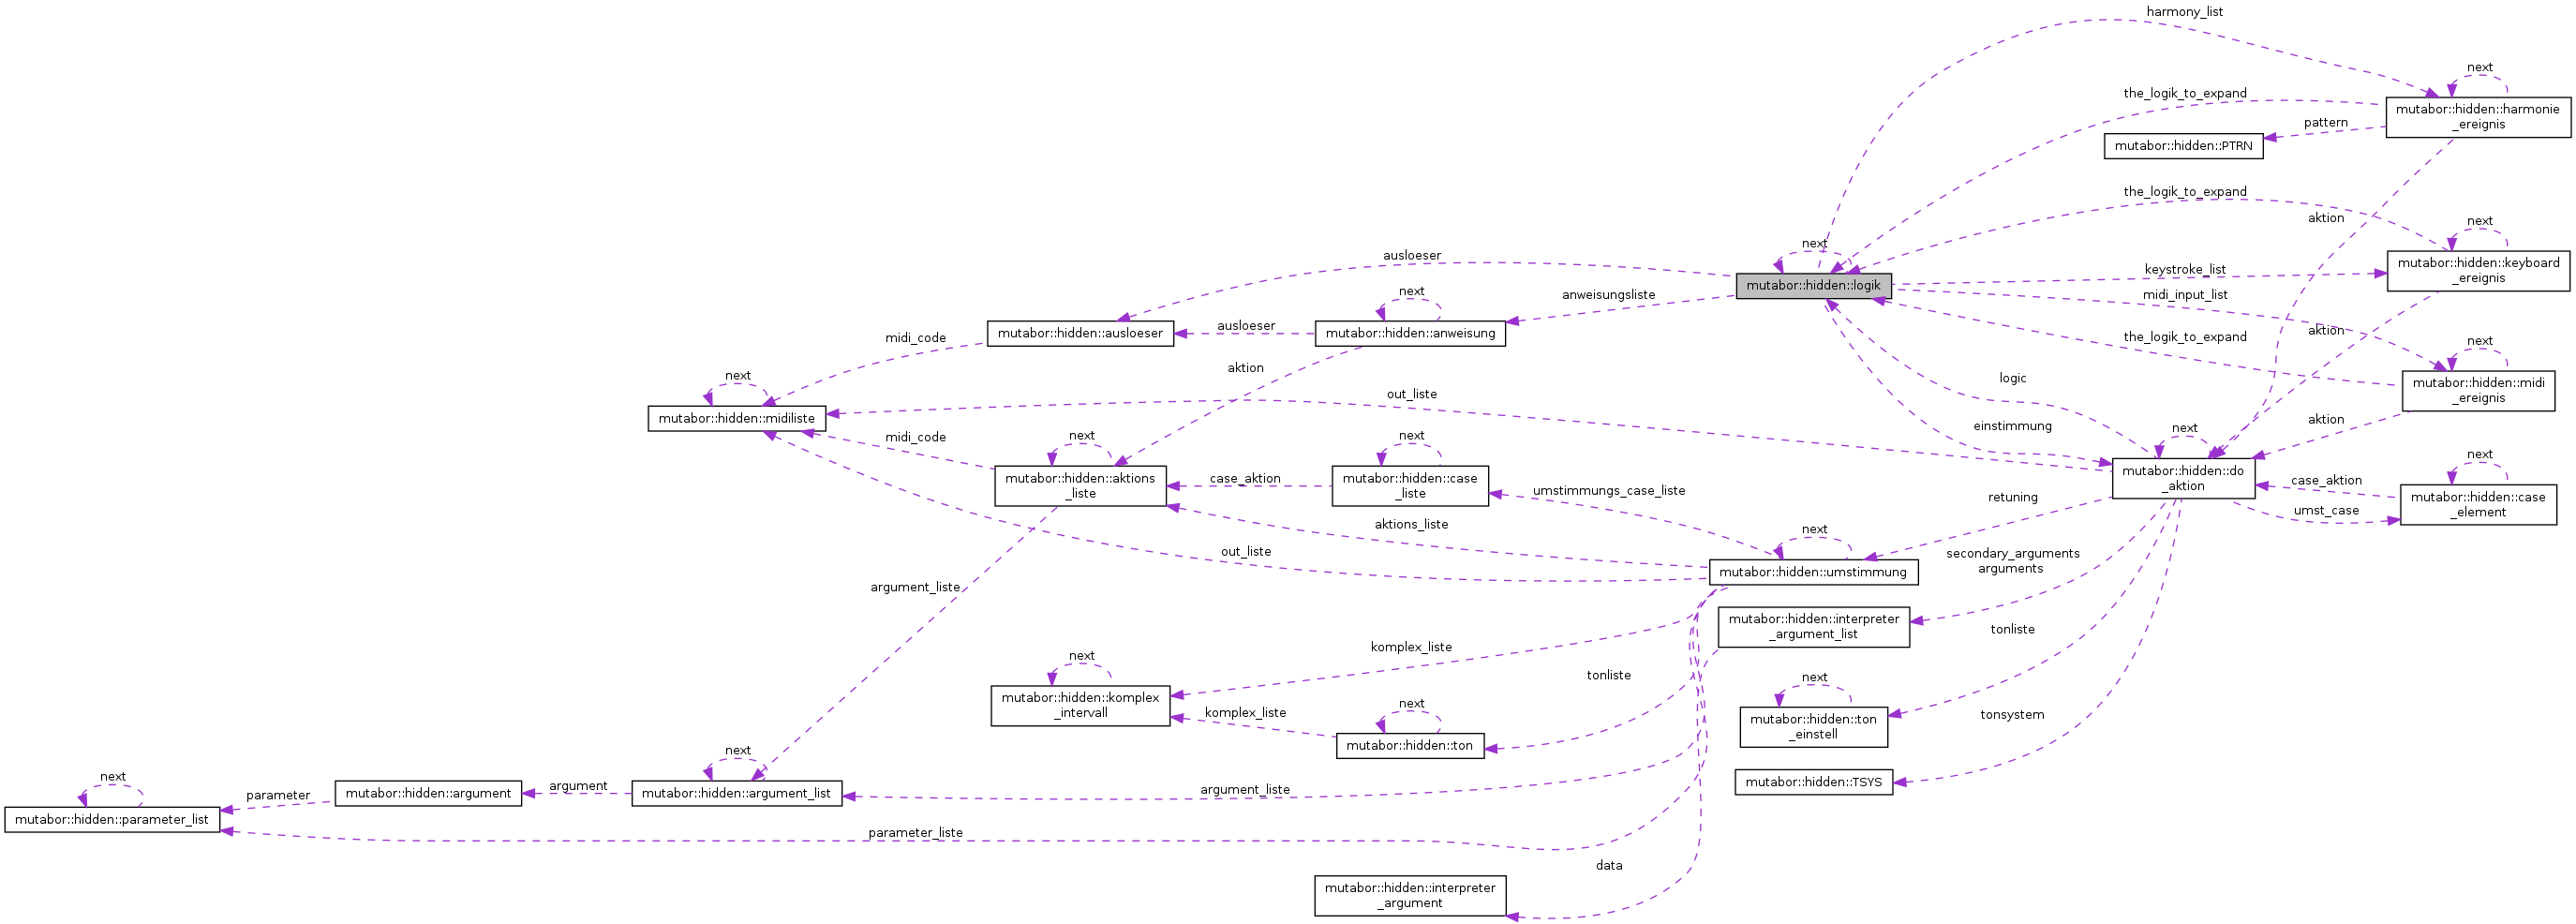 harmony_list
next
mutabor::hidden::harmonie
_ereignis
the_logik_to_expand
pattern
mutabor::hidden::PTRN
the_logik_to_expand
aktion
next
mutabor::hidden::keyboard
_ereignis
next
ausloeser
keystroke_list
mutabor::hidden::logik
midi_input_list
next
anweisungsliste
ausloeser
mutabor::hidden::ausloeser
mutabor::hidden::anweisung
aktion
the_logik_to_expand
midi_code
next
mutabor::hidden::midi
_ereignis
aktion
next
logic
out_liste
mutabor::hidden::midiliste
aktion
einstimmung
next
midi_code
next
next
next
mutabor::hidden::do
_aktion
mutabor::hidden::aktions
_liste
case_aktion
mutabor::hidden::case
_liste
umstimmungs_case_liste
case_aktion
mutabor::hidden::case
_element
retuning
umst_case
aktions_liste
next
out_liste
secondary_arguments
arguments
mutabor::hidden::umstimmung
argument_liste
mutabor::hidden::interpreter
_argument_list
tonliste
komplex_liste
next
tonliste
next
mutabor::hidden::komplex
_intervall
next
komplex_liste
tonsystem
mutabor::hidden::ton
_einstell
mutabor::hidden::ton
next
next
mutabor::hidden::TSYS
parameter
mutabor::hidden::argument
argument
mutabor::hidden::argument_list
argument_liste
mutabor::hidden::parameter_list
parameter_liste
data
mutabor::hidden::interpreter
_argument